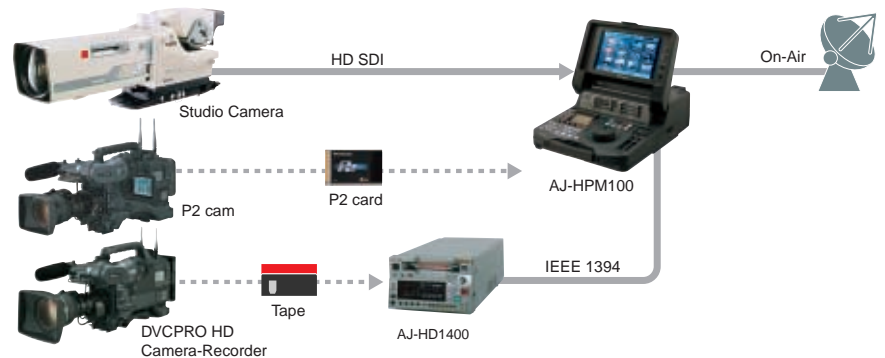 HD SDI
On-Air
Studio Camera
AJ-HPM100
P2 card
P2 cam
IEEE 1394
Tape
AJ-HD1400
DVCPRO HD
Camera-Recorder